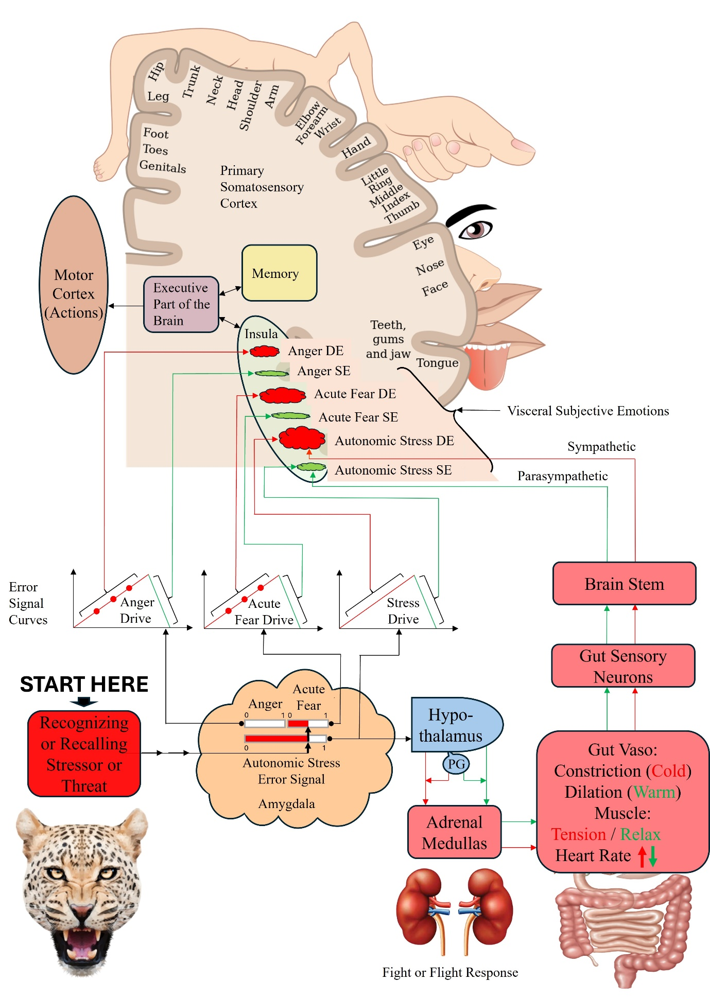 Hip
Leg
Trunk
Neck
Head
Shoulder
Arm
Elbow
Forearm
Wrist
Hand
Little
Ring
Middle
Index
Thumb
Foot
Toes
Genitals
Primary
Somatosensory
Cortex
Eye
Nose
Face
Teeth,
gums
and jaw
Tongue
Motor
Cortex
(Actions)
Executive
Part of the
Brain
Memory
Insula
Anger DE
Anger SE
Acute Fear DE
Acute Fear SE
Autonomic Stress DE
Autonomic Stress SE
Visceral Subjective Emotions
Sympathetic
Parasympathetic
Error
Signal
Curves
Anger
Drive
Acute
Fear Drive
Stress
Drive
Brain Stem
Gut Sensory
Neurons
START HERE
Recognizing
or Recalling
Stressor or
Threat
Anger
Acute
Fear
0 1 0 1
0 1
Autonomic Stress
Error Signal
Amygdala
Hypo-
thalamus
PG
Adrenal
Medullas
Gut Vaso:
Constriction (Cold)
Dilation (Warm)
Muscle:
Tension / Relax
Heart Rate
Fight or Flight Response